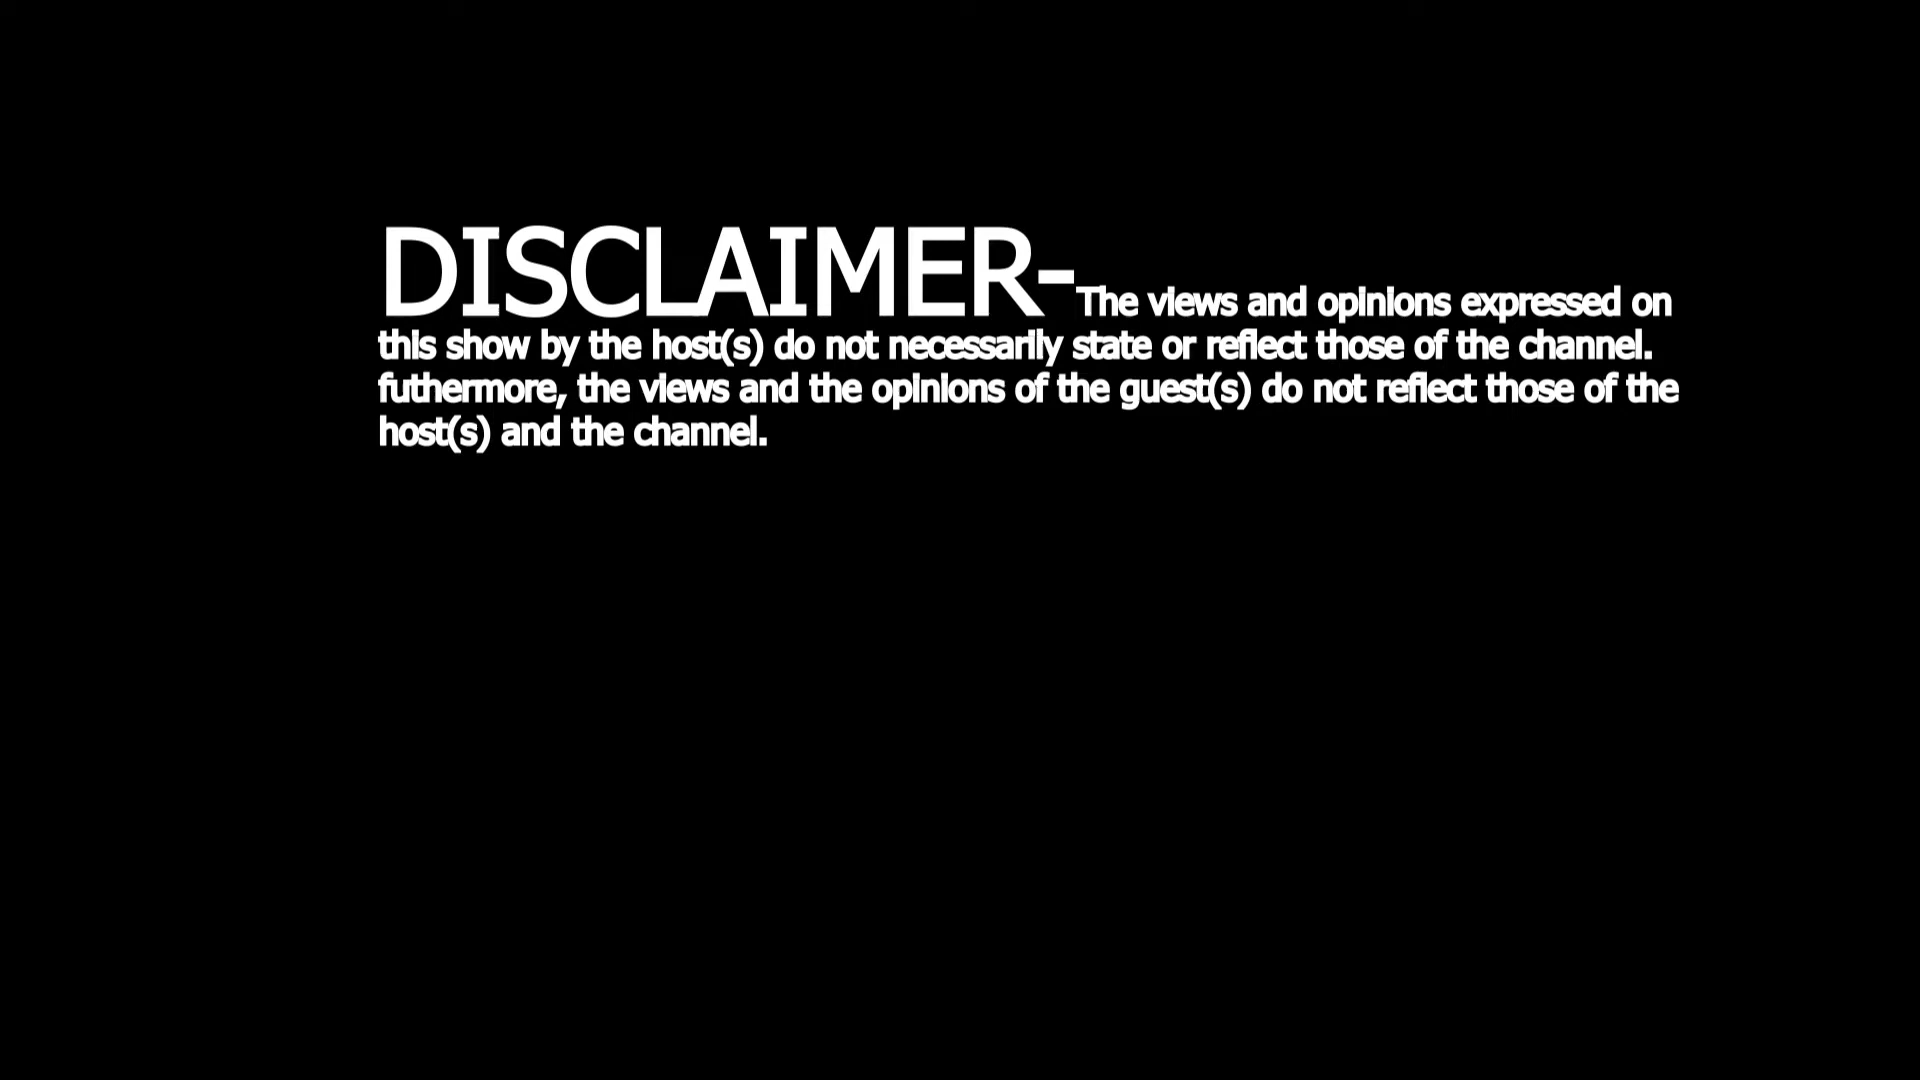 DISCLAIMER-The views and opinions expressed on
this show by the host(s) do not necessarily state or reflect those of the channel.
futhermore, the views and the opinions of the guest(s) do not reflect those of the
host(s) and the channel.